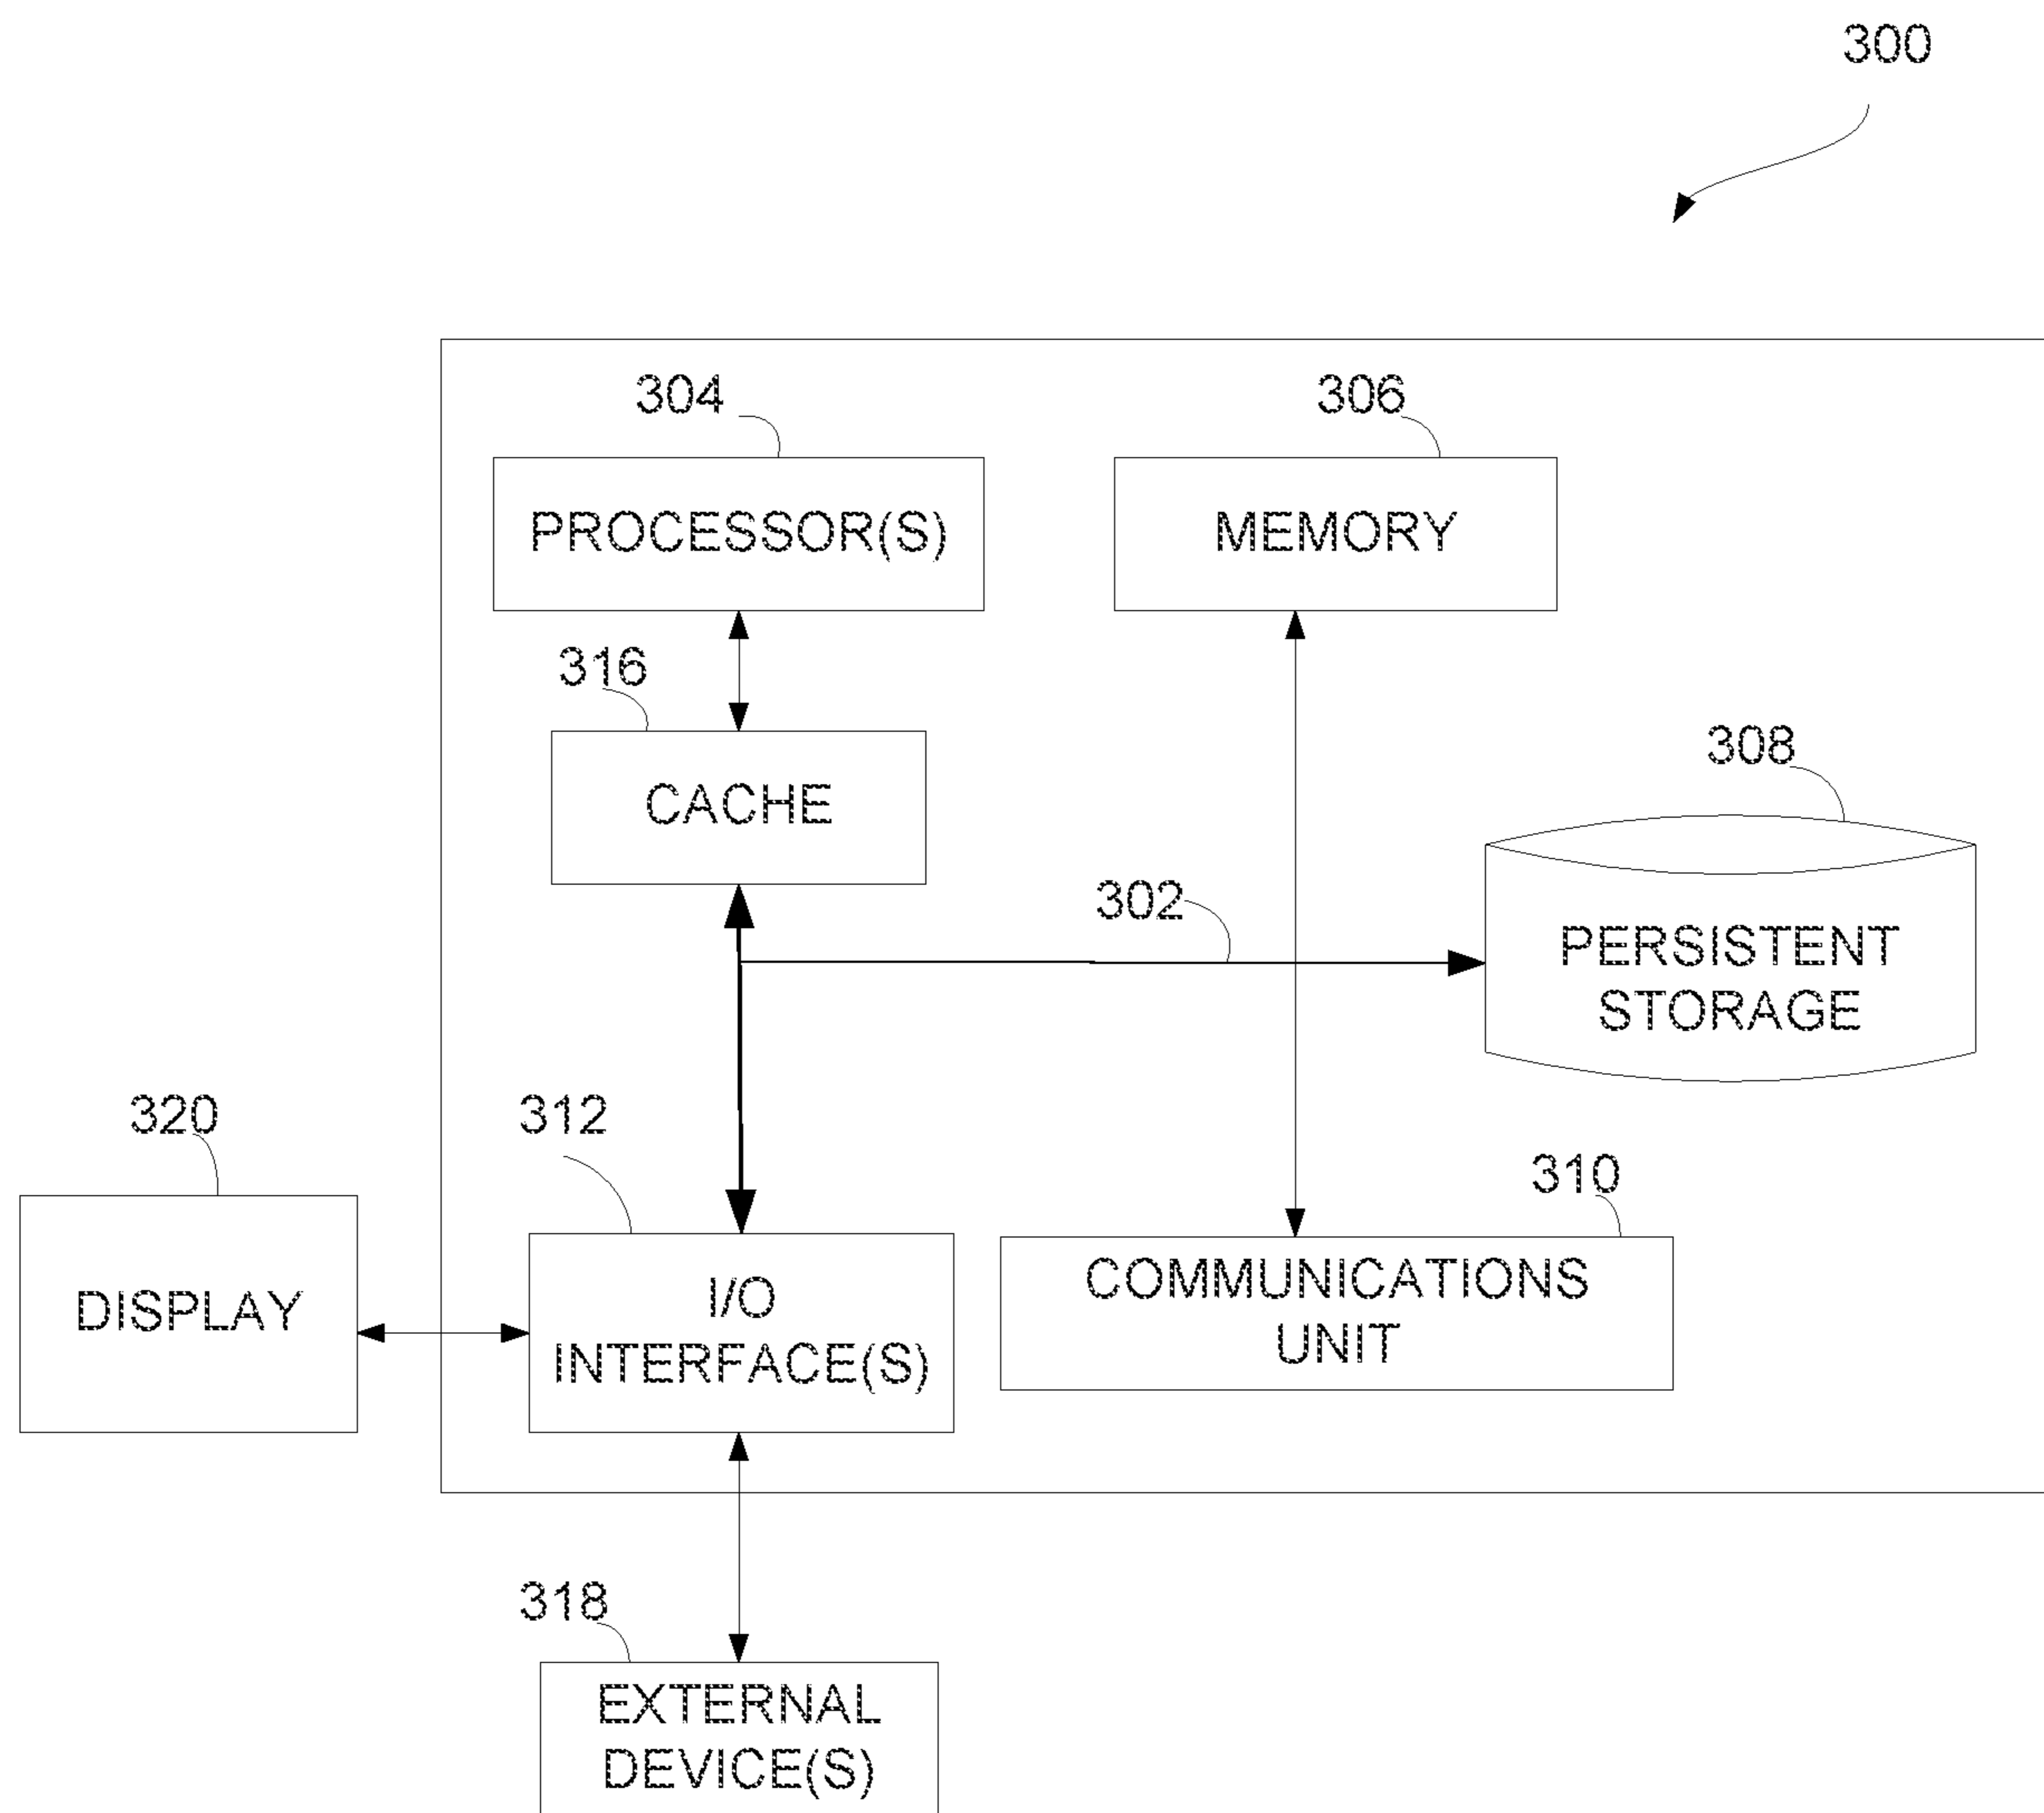 300
304
306
PROCESSOR(S)
MEMORY
316
CACHE
308
302
PERSISTENT
STORAGE
320
312
310
DISPLAY
I/O
INTERFACE(S)
COMMUNICATIONS
UNIT
318
EXTERNAL
DEVICE(S)